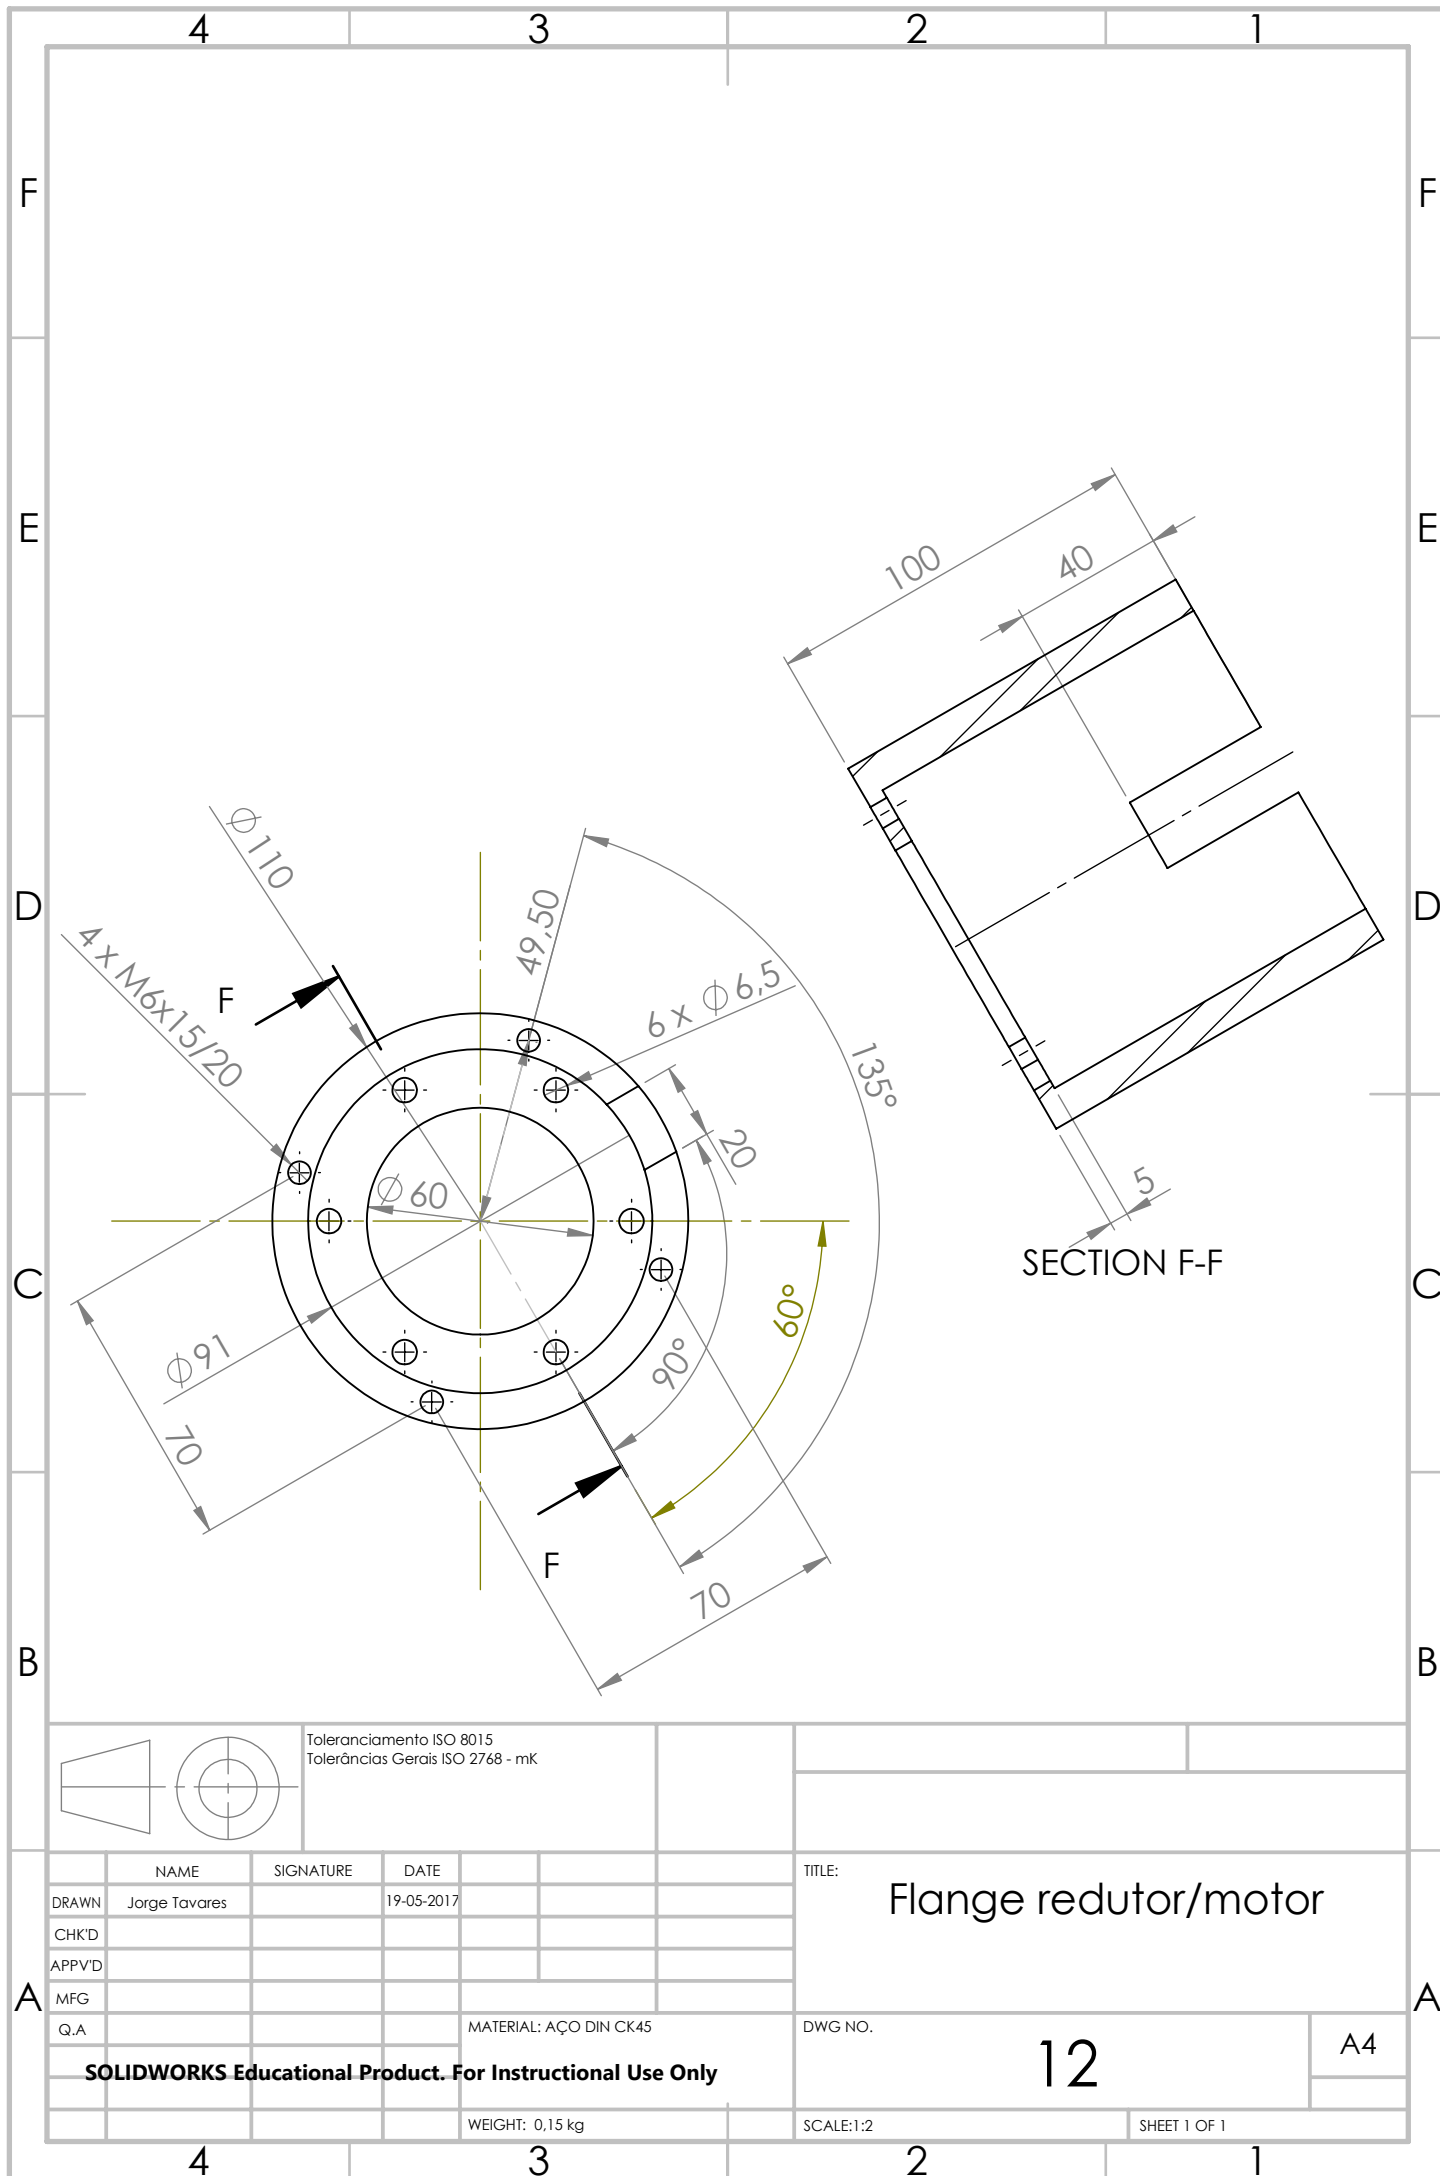 4 3 2 1
F F
E E
D D
C C
B B
A A
100
40
5
SECTION F-F
Ø110
4 x M6x15/20
F
49,50
6 x Ø 6,5
135°
20
Ø 60
Ø91
60°
90°
70
70
F
Toleranciamento ISO 8015
Tolerâncias Gerais ISO 2768 - mK
NAME SIGNATURE DATE
DRAWN Jorge Tavares 19-05-2017
CHK'D
APPV'D
MFG
Q.A
TITLE:
Flange redutor/motor
MATERIAL: AÇO DIN CK45
DWG NO.
12
A4
SOLIDWORKS Educational Product. For Instructional Use Only
WEIGHT: 0,15 kg
SCALE:1:2
SHEET 1 OF 1
4 3 2 1